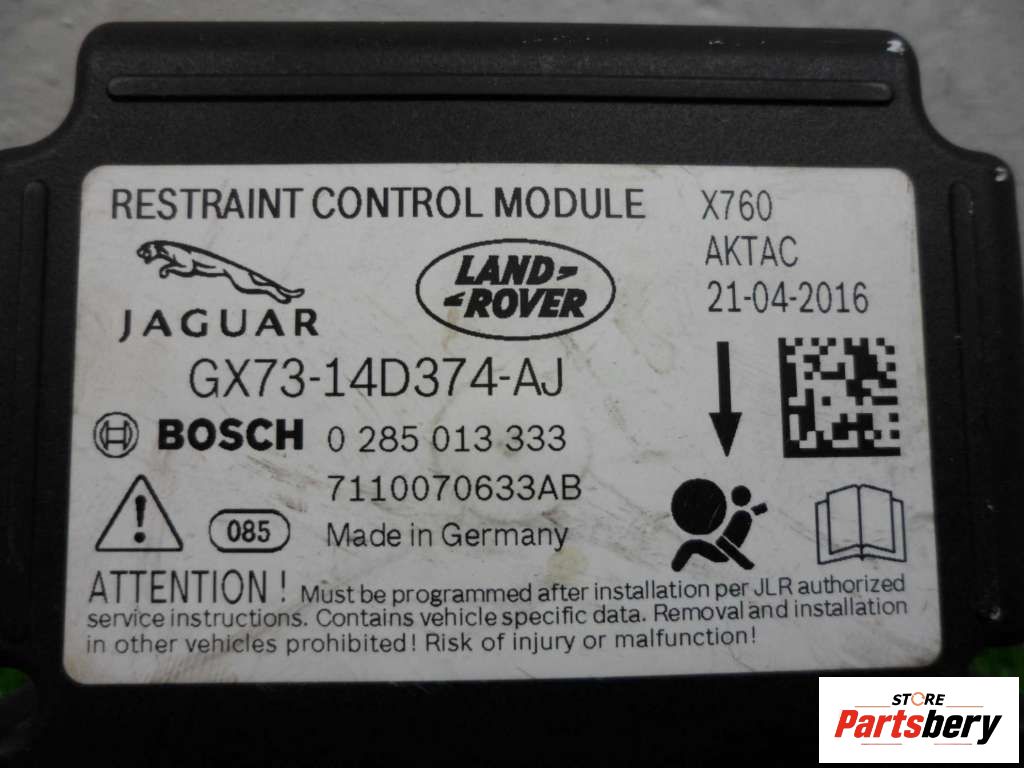 RESTRAINT CONTROL MODULE
X760
AKTAC
21-04-2016
JAGUAR
LAND
ROVER
GX73-14D374-AJ
BOSCH 0 285 013 333
7110070633AB
085
Made in Germany
ATTENTION ! Must be programmed after installation per JLR authorized
service instructions. Contains vehicle specific data. Removal and installation
in other vehicles prohibited! Risk of injury or malfunction!
STORE
Partsbery